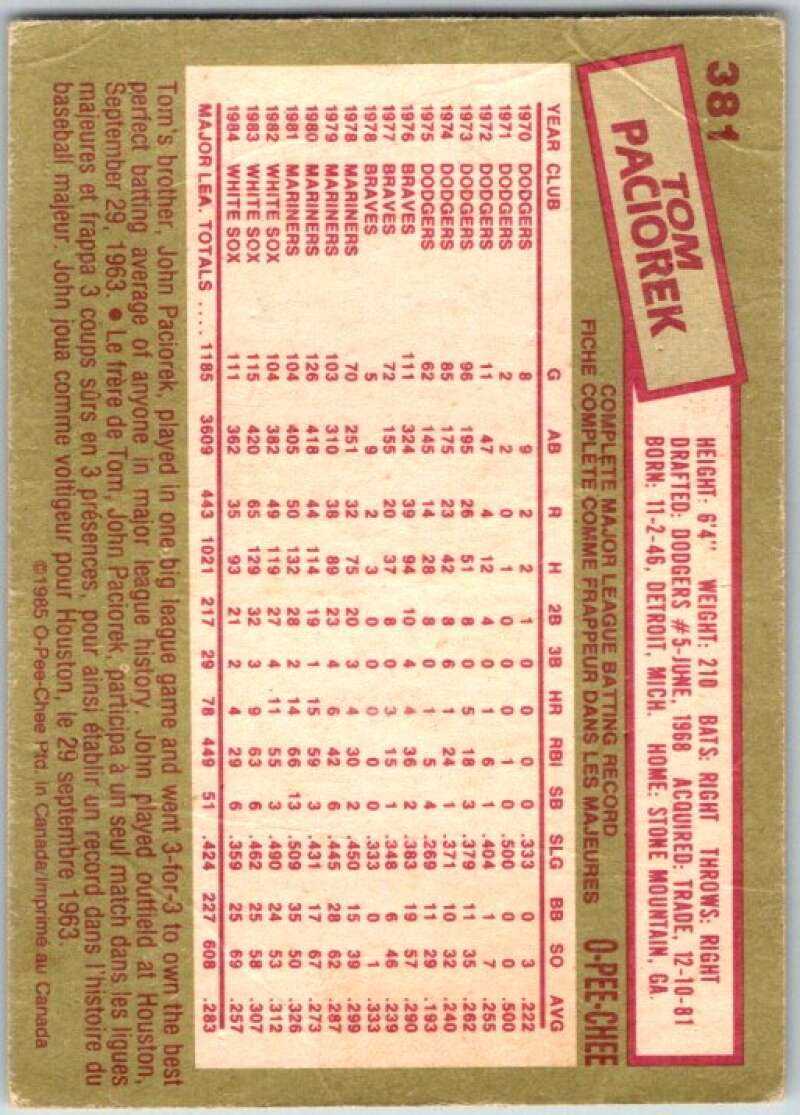 381
TOM
PACIOREK
HEIGHT: 6'4" WEIGHT: 210 BATS: RIGHT THROWS: RIGHT
DRAFTED: DODGERS #5-JUNE, 1968 ACQUIRED: TRADE, 12-10-81
BORN: 11-2-46, DETROIT, MICH. HOME: STONE MOUNTAIN, GA.
COMPLETE MAJOR LEAGUE BATTING RECORD
FICHE COMPLÈTE COMME FRAPPEUR DANS LES MAJEURES O-PEE-CHEE
YEAR CLUB G AB R H 2B 3B HR RBI SB SLG BB SO AVG
1970 DODGERS 8 9 2 2 1 0 0 0 0 .333 0 3 .222
1971 DODGERS 2 2 0 1 0 0 0 1 0 .500 0 0 .500
1972 DODGERS 11 47 4 12 4 0 1 6 1 .404 1 7 .255
1973 DODGERS 96 195 26 51 8 0 5 18 3 .379 11 35 .262
1974 DODGERS 85 175 23 42 8 6 1 24 1 .371 10 32 .240
1975 DODGERS 62 145 14 28 8 0 1 5 4 .269 11 29 .193
1976 BRAVES 111 324 39 94 10 4 4 36 2 .383 19 57 .290
1977 BRAVES 72 155 20 37 8 0 3 15 1 .348 6 46 .239
1978 BRAVES 5 9 2 3 0 0 0 0 0 .333 0 1 .333
1978 MARINERS 70 251 32 75 20 3 4 30 2 .450 15 39 .299
1979 MARINERS 103 310 38 89 23 4 6 42 6 .445 28 62 .287
1980 MARINERS 126 418 44 114 19 1 15 59 3 .431 17 67 .273
1981 MARINERS 104 405 50 132 28 2 14 66 13 .509 35 50 .326
1982 WHITE SOX 104 382 49 119 27 4 11 55 3 .490 24 53 .312
1983 WHITE SOX 115 420 65 129 32 3 9 63 6 .462 25 58 .307
1984 WHITE SOX 111 362 35 93 21 2 4 29 6 .359 25 69 .257
MAJOR LEA. TOTALS .... 1185 3609 443 1021 217 29 78 449 51 .424 227 608 .283
Tom's brother, John Paciorek, played in one big league game and went 3-for-3 to own the best
perfect batting average of anyone in major league history. John played outfield at Houston,
September 29, 1963. ● Le frère de Tom, John Paciorek, participa à un seul match dans les ligues
majeures et frappa 3 coups sûrs en 3 présences, pour ainsi établir un record dans l'histoire du
baseball majeur. John joua comme voltigeur pour Houston, le 29 septembre 1963.
©1985 O-Pee-Chee Ptd. in Canada/Imprimé au Canada